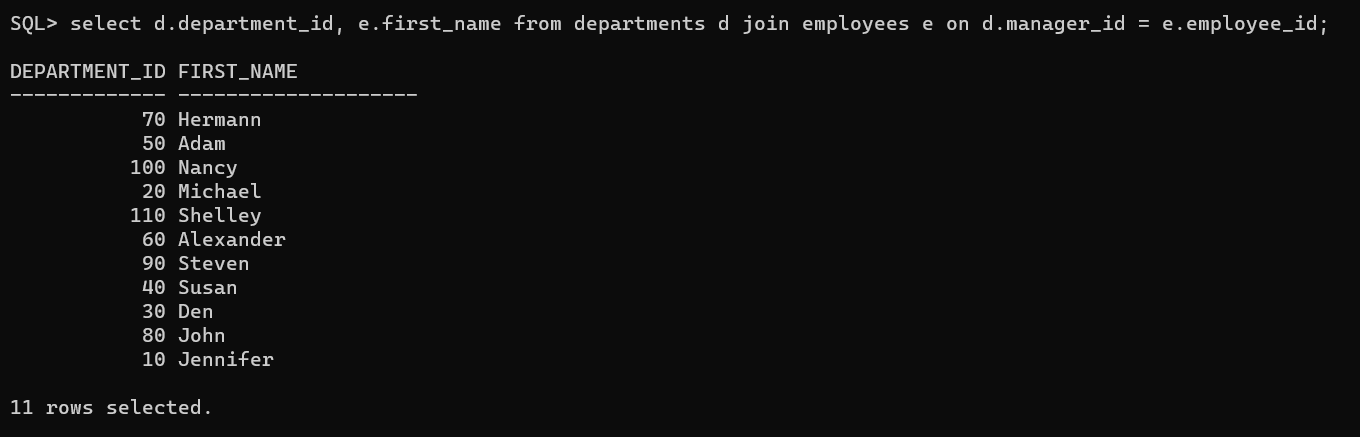 SQL> select d.department_id, e.first_name from departments d join employees e on d.manager_id = e.employee_id;
DEPARTMENT_ID FIRST_NAME
------------- --------------------
70 Hermann
50 Adam
100 Nancy
20 Michael
110 Shelley
60 Alexander
90 Steven
40 Susan
30 Den
80 John
10 Jennifer
11 rows selected.